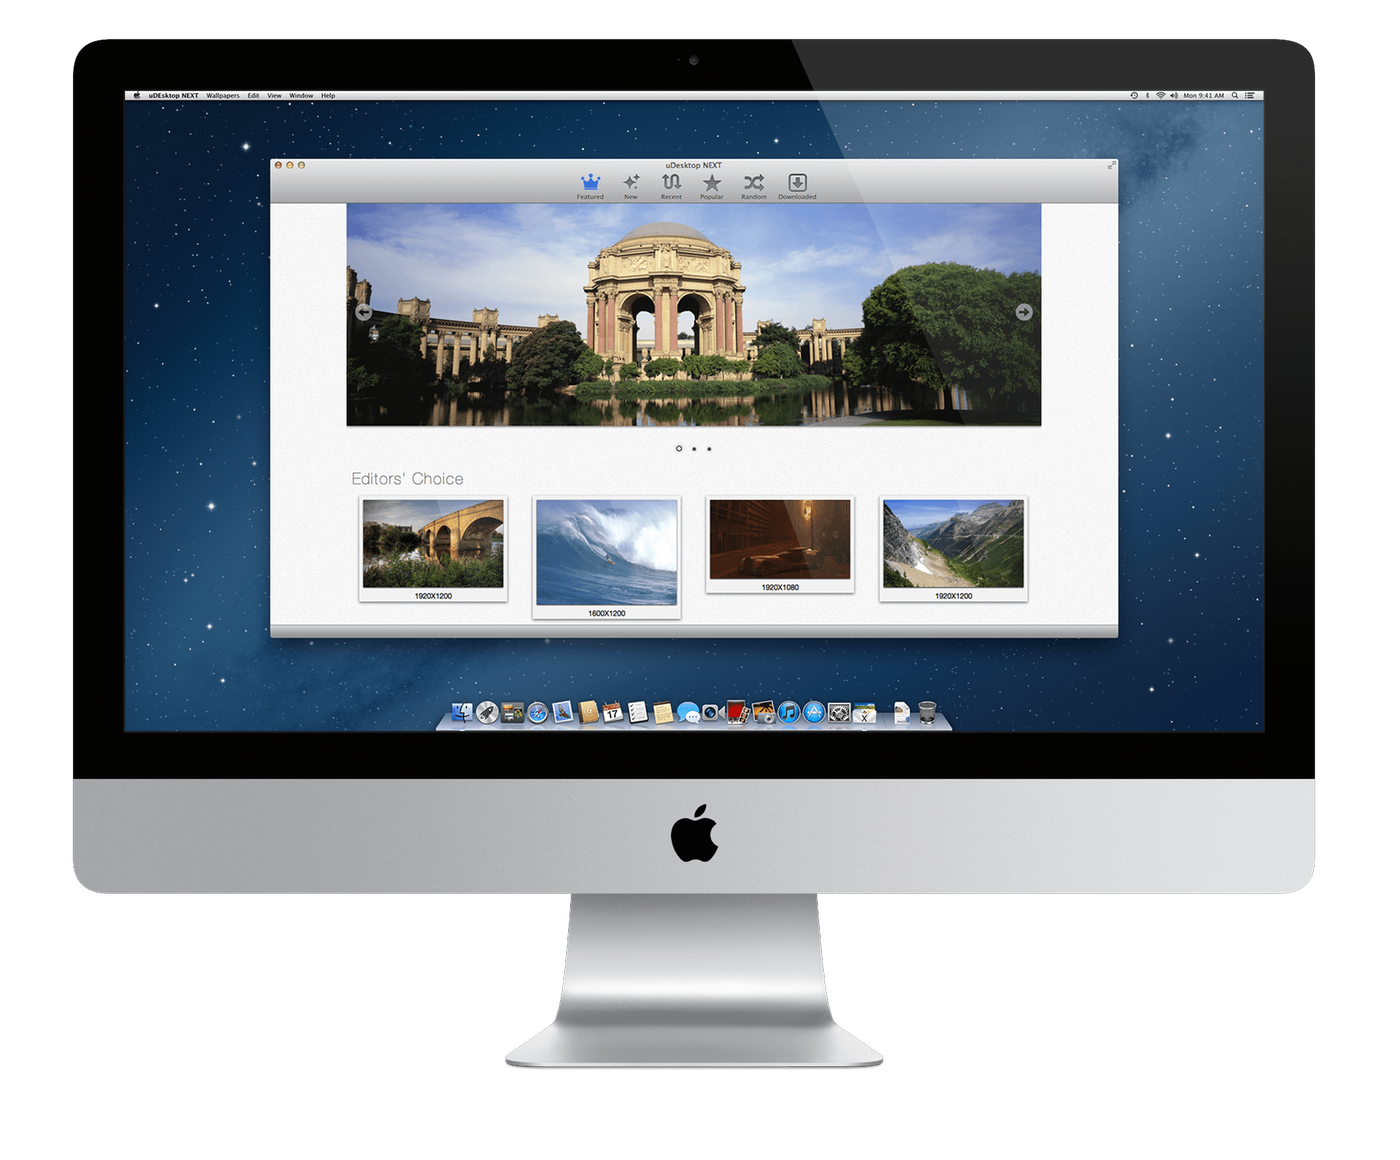 uDEsktop NEXT Wallpapers Edit View Window Help
Mon 9:41 AM
uDesktop NEXT
Featured New Recent Popular Random Downloaded
Editors' Choice
1920X1200
1600X1200
1920X1080
1920X1200
17